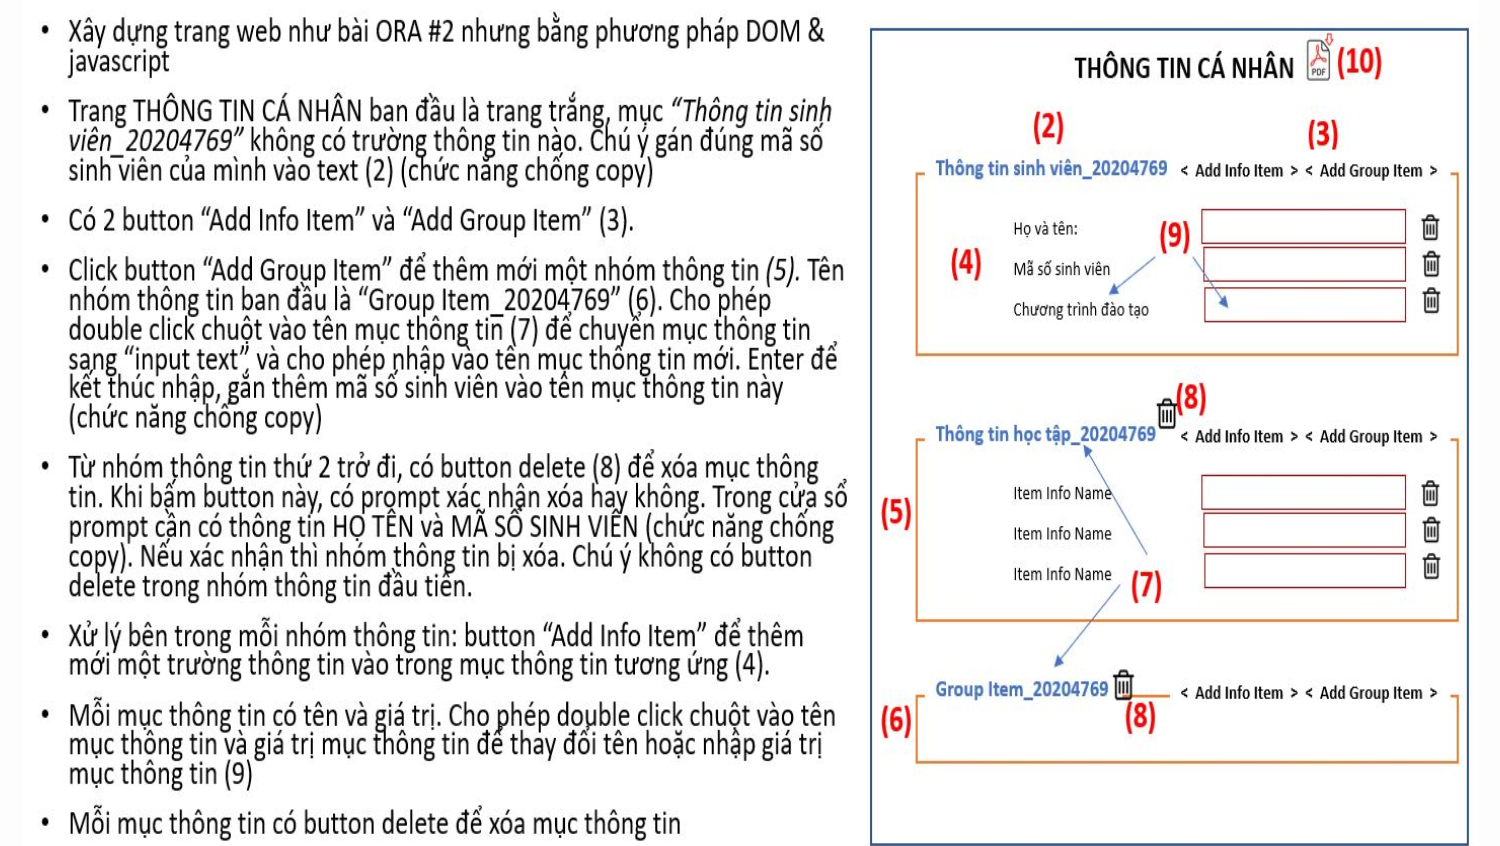 • Xây dựng trang web như bài ORA #2 nhưng bằng phương pháp DOM &
javascript
• Trang THÔNG TIN CÁ NHÂN ban đầu là trang trắng, mục “Thông tin sinh
viên_20204769” không có trường thông tin nào. Chú ý gán đúng mã số
sinh viên của mình vào text (2) (chức năng chống copy)
• Có 2 button “Add Info Item” và “Add Group Item” (3).
• Click button “Add Group Item” để thêm mới một nhóm thông tin (5). Tên
nhóm thông tin ban đầu là “Group Item_20204769” (6). Cho phép
double click chuột vào tên mục thông tin (7) để chuyển mục thông tin
sang “input text”, và cho phép nhập vào tên mục thông tin mới. Enter để
kết thúc nhập, gắn thêm mã số sinh viên vào tên mục thông tin này
(chức năng chống copy)
• Từ nhóm thông tin thứ 2 trở đi, có button delete (8) để xóa mục thông
tin. Khi bấm button này, có prompt xác nhận xóa hay không. Trong cửa sổ
prompt cần có thông tin HỌ TÊN và MÃ SỐ SINH VIÊN (chức năng chống
copy). Nếu xác nhận thì nhóm thông tin bị xóa. Chú ý không có button
delete trong nhóm thông tin đầu tiên.
• Xử lý bên trong mỗi nhóm thông tin: button “Add Info Item” để thêm
mới một trường thông tin vào trong mục thông tin tương ứng (4).
• Mỗi mục thông tin có tên và giá trị. Cho phép double click chuột vào tên
mục thông tin và giá trị mục thông tin để thay đổi tên hoặc nhập giá trị
mục thông tin (9)
• Mỗi mục thông tin có button delete để xóa mục thông tin
THÔNG TIN CÁ NHÂN PDF (10)
(2) (3)
Thông tin sinh viên_20204769 < Add Info Item > < Add Group Item >
Họ và tên:
(9)
(4) Mã số sinh viên
Chương trình đào tạo
(8)
Thông tin học tập_20204769 < Add Info Item > < Add Group Item >
Item Info Name
(5)
Item Info Name
Item Info Name
(7)
Group Item_20204769 < Add Info Item > < Add Group Item >
(6) (8)